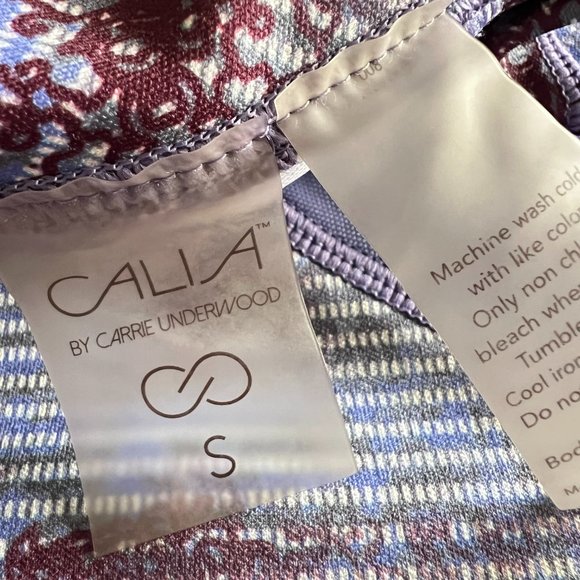 CALIA™
BY CARRIE UNDERWOOD
S
Machine wash cold
with like colo
Only non ch
bleach whe
Tumble
Cool iron
Do no
Bod
M